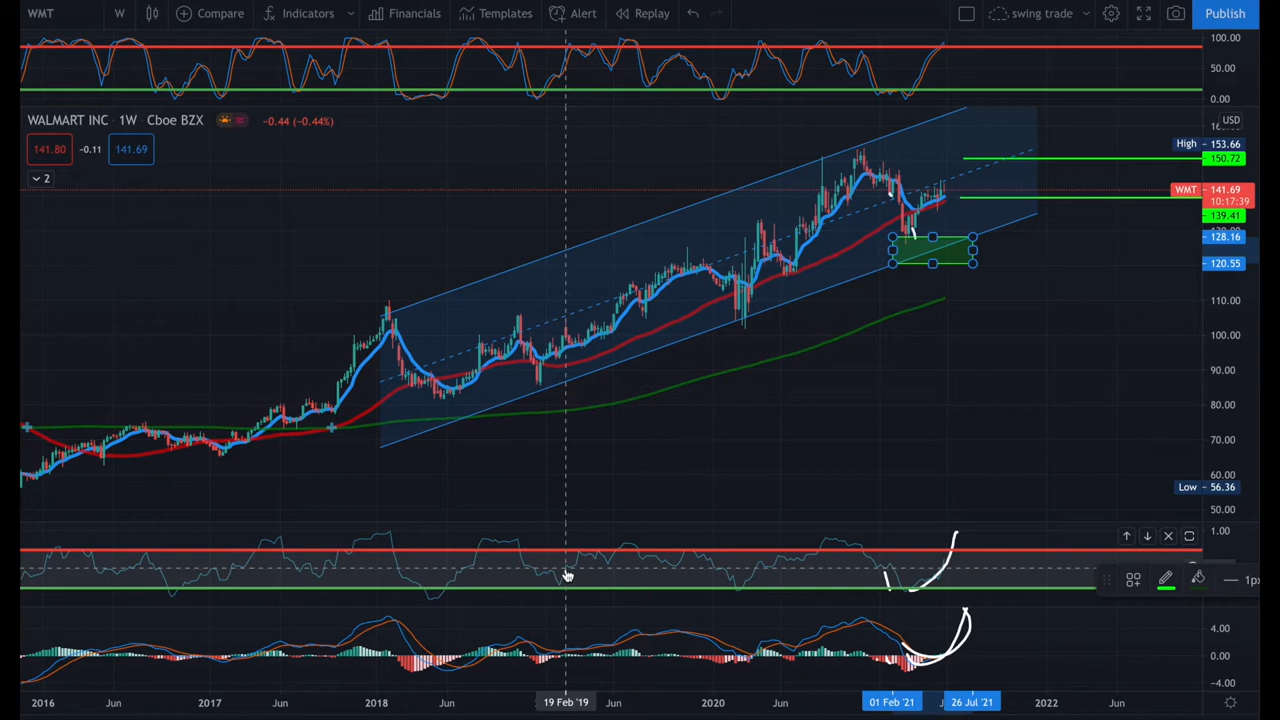 WMT W Compare Indicators Financials Templates Alert Replay swing trade Publish
100.00
50.00
0.00
WALMART INC · 1W · Cboe BZX -0.44 (-0.44%)
USD
High 153.66
150.72
141.80 -0.11 141.69
2
WMT 141.69
10:17:39
139.41
128.16
120.55
110.00
100.00
90.00
80.00
70.00
60.00
Low 56.36
50.00
1.00
1px
4.00
0.00
-4.00
2016 Jun 2017 Jun 2018 Jun 19 Feb '19 Jun 2020 Jun 01 Feb '21 26 Jul '21 2022 Jun